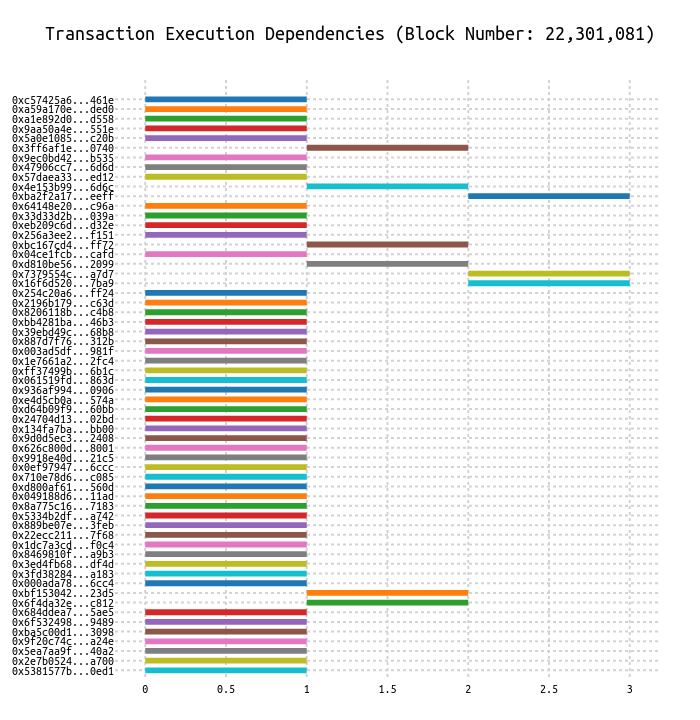 Transaction Execution Dependencies (Block Number: 22,301,081)
0xc57425a6...461e
0xa59a170e...ded0
0xa1e892d0...d558
0x9aa50a4e...551e
0x5a0e1085...c20b
0x3ff6af1e...0740
0x9ec0bd42...b535
0x47906cc7...6d6d
0x57daea33...ed12
0x4e153b99...6d6c
0xba2f2a17...eeff
0x64148e20...c96a
0x33d33d2b...039a
0xeb209c6d...d32e
0x256a3ee2...f151
0xbc167cd4...ff72
0x04ce1fcb...cafd
0xd810be56...2099
0x7379554c...a7d7
0x16f6d520...7ba9
0x254c20a6...ff24
0x2196b179...c63d
0x8206118b...c4b8
0xbb4281ba...46b3
0x39ebd49c...68b8
0x887d7f76...312b
0x003ad5df...981f
0x1e7661a2...2fc4
0xff37499b...6b1c
0x061519fd...863d
0x936af994...0906
0xe4d5cb0a...574a
0xd64b09f9...60bb
0x24704d13...02bd
0x134fa7ba...bb00
0x9d0d5ec3...2408
0x626c800d...8001
0x9918e40d...21c5
0x0ef97947...6ccc
0x710e78d6...c085
0xd800af61...560d
0x049188d6...11ad
0x8a775c16...7183
0x5334b2df...a742
0x889be07e...3feb
0x22ecc211...7f68
0x1dc7a3cd...f0c4
0x8469810f...a9b3
0x3ed4fb68...df4d
0x3fd38284...a183
0x000ada78...6cc4
0xbf153042...23d5
0x6f4da32e...c812
0x684ddea7...5ae5
0x6f532498...9489
0xba5c00d1...3098
0x9f20c74c...a24e
0x5ea7aa9f...40a2
0x2e7b0524...a700
0x5381577b...0ed1
0 0.5 1 1.5 2 2.5 3